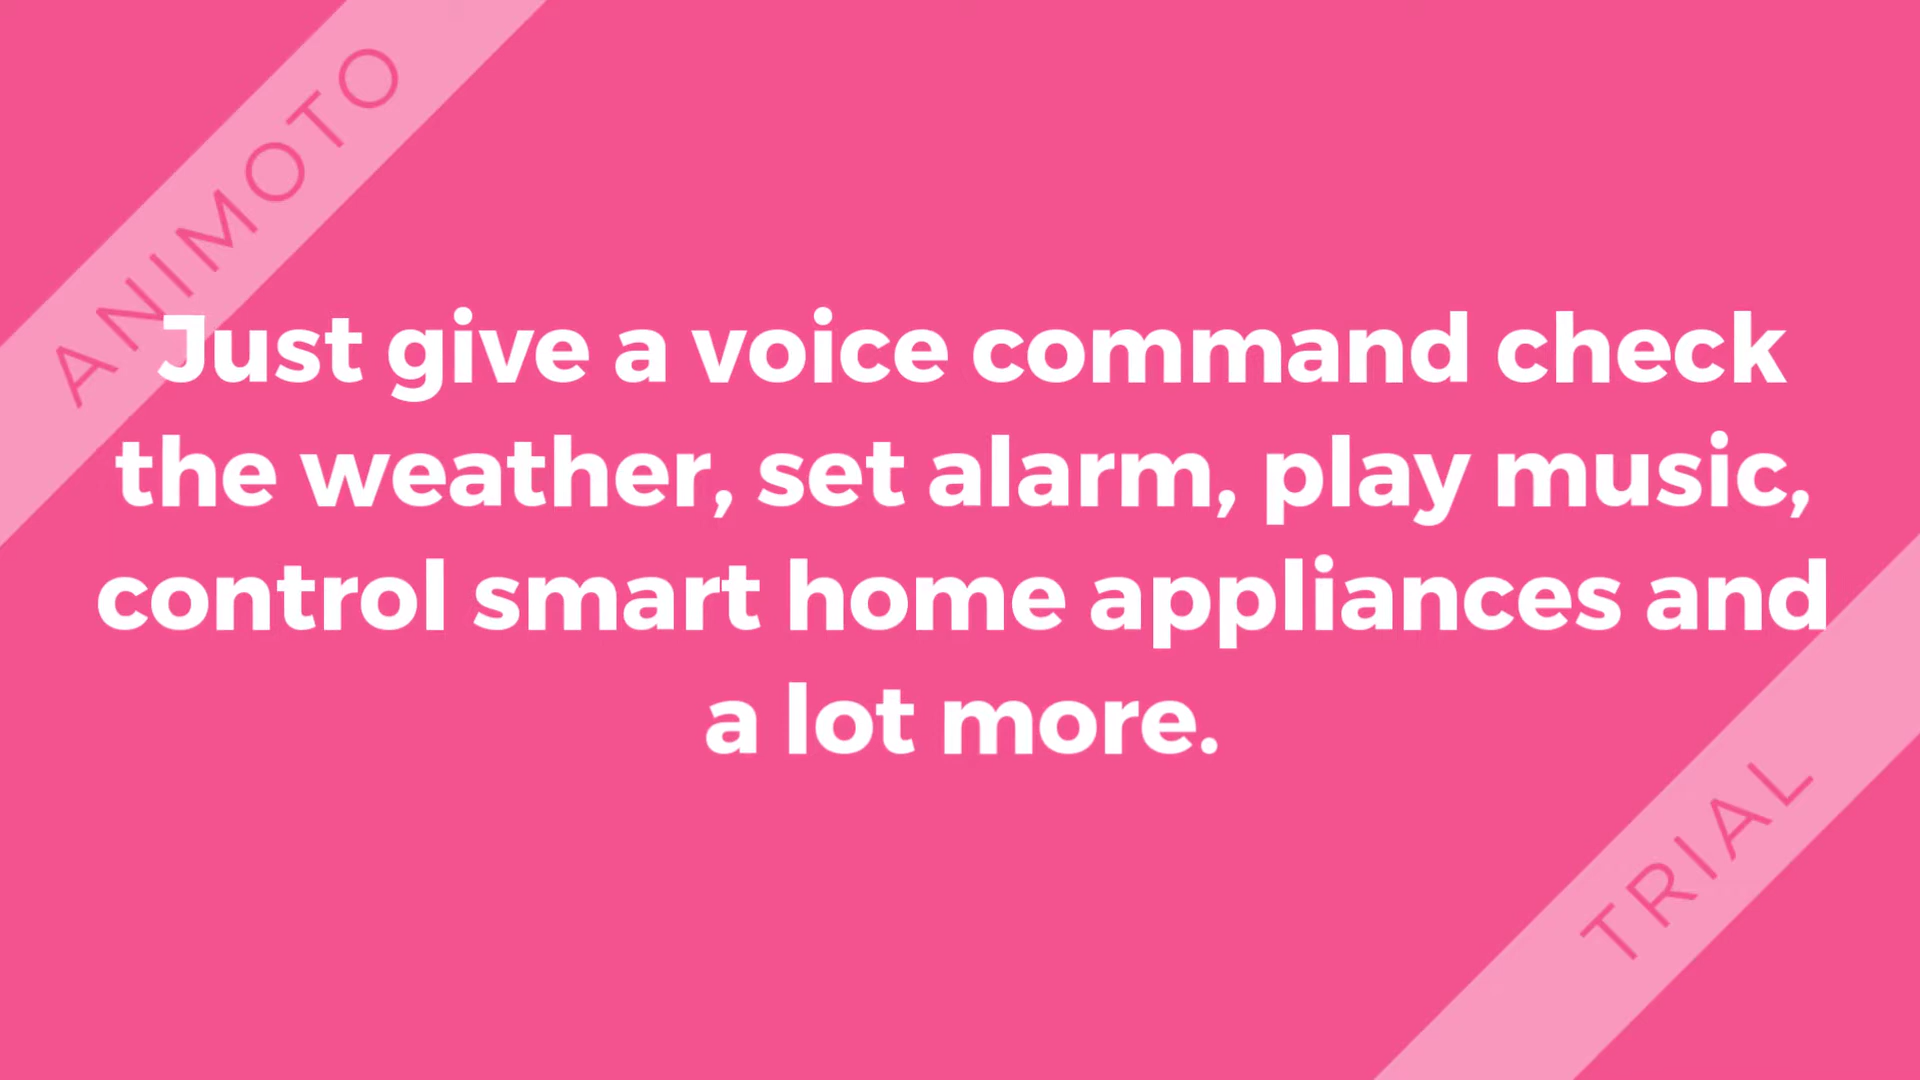 ANIMOTO
Just give a voice command check
the weather, set alarm, play music,
control smart home appliances and
a lot more.
TRIAL